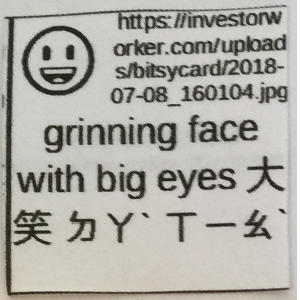 https://investorw
orker.com/upload
s/bitsycard/2018-
07-08_160104.jpg
grinning face
with big eyes 大
笑 ㄉㄚˋ ㄒㄧㄠˋ